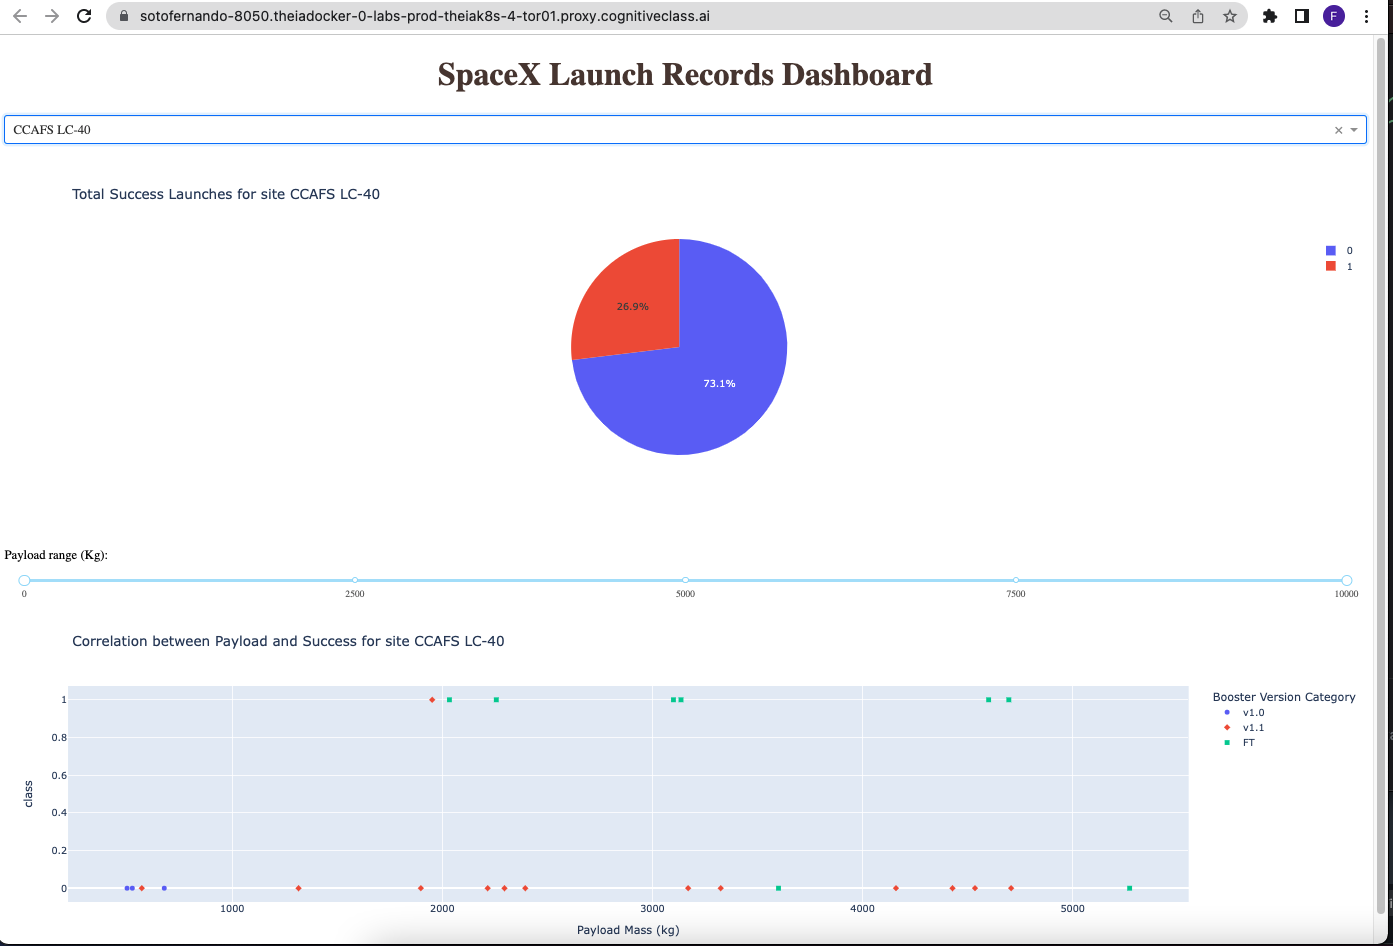 sotofernando-8050.theiadocker-0-labs-prod-theiak8s-4-tor01.proxy.cognitiveclass.ai
F
SpaceX Launch Records Dashboard
CCAFS LC-40
Total Success Launches for site CCAFS LC-40
0
1
26.9%
73.1%
Payload range (Kg):
0 2500 5000 7500 10000
Correlation between Payload and Success for site CCAFS LC-40
Booster Version Category
v1.0
v1.1
FT
class
1
0.8
0.6
0.4
0.2
0
1000 2000 3000 4000 5000
Payload Mass (kg)